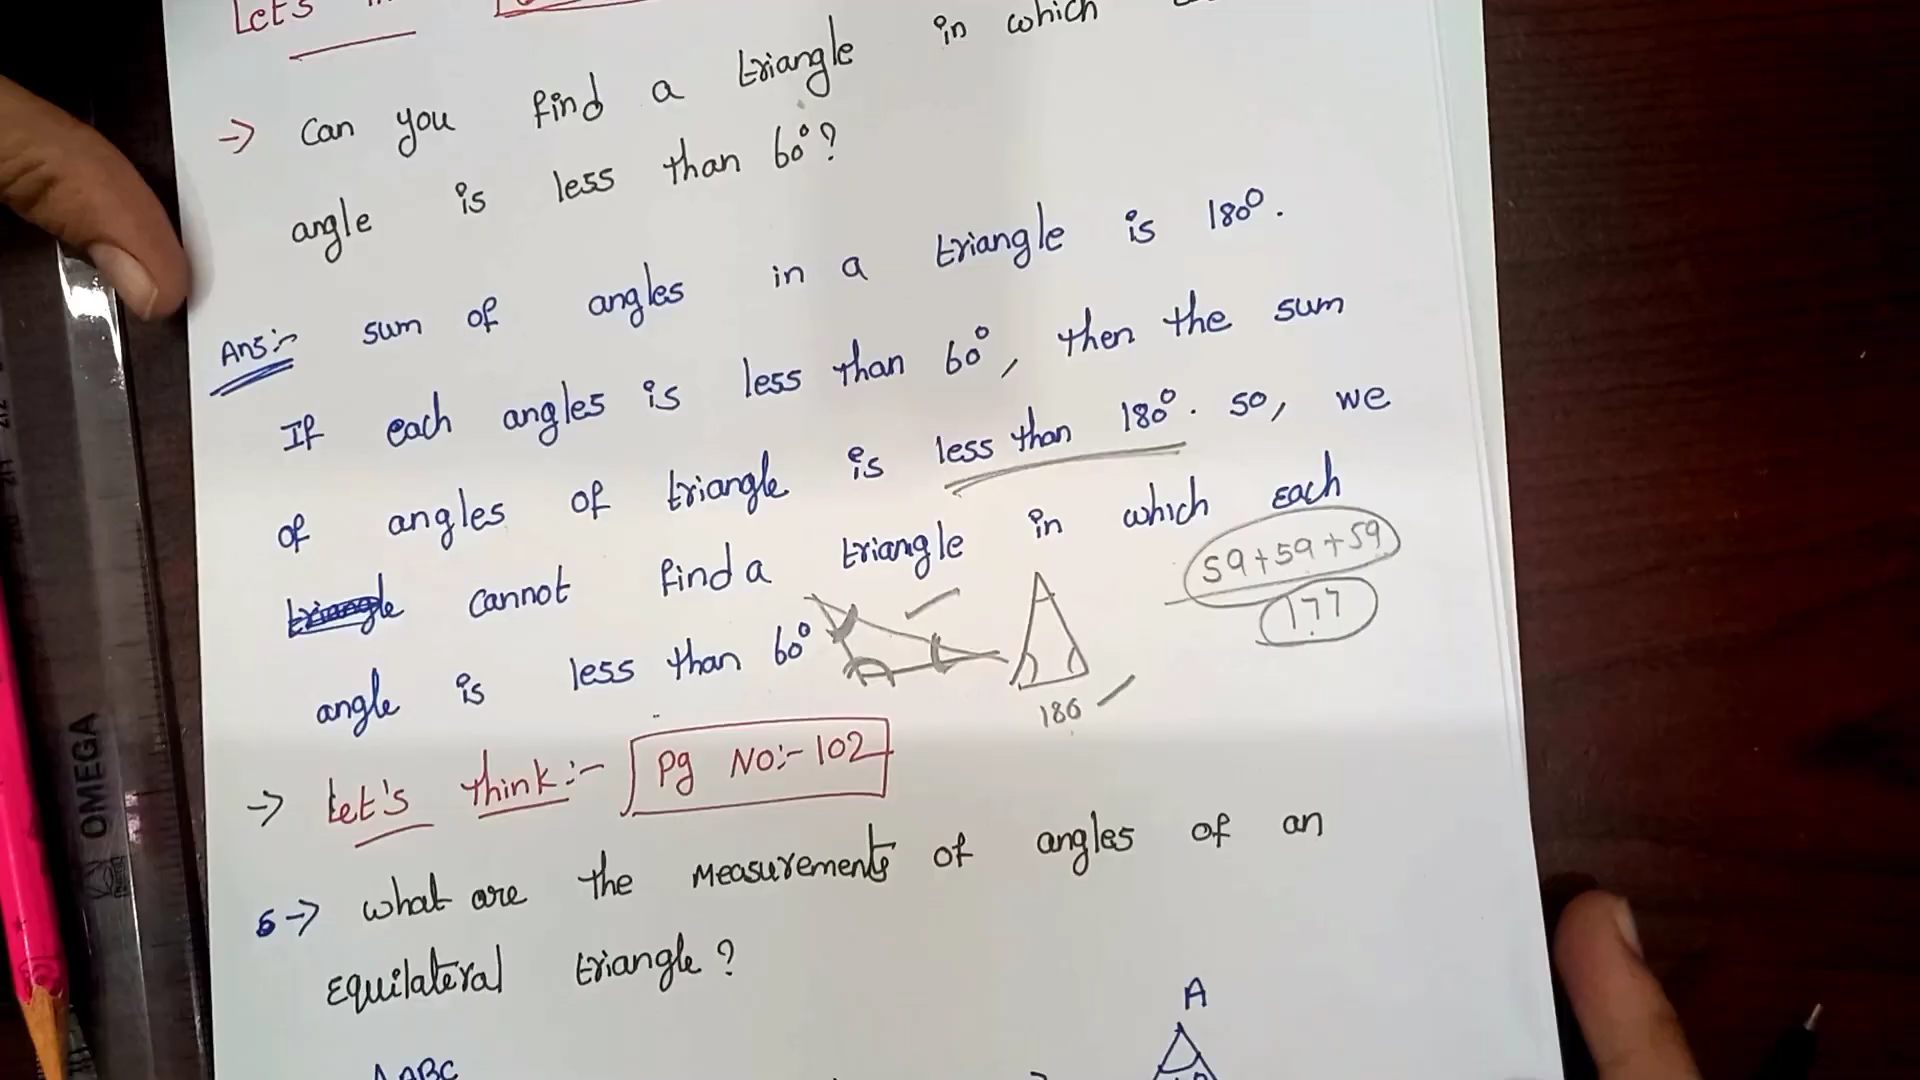 Let's
→ Can you find a triangle in which
angle is less than 60°?
Ans:- sum of angles in a triangle is 180°.
If each angles is less than 60°, then the sum
of angles of triangle is less than 180°. so, we
triangle cannot find a triangle in which each
59+59+59
177
angle is less than 60°
180
→ Let's think:- Pg No:- 102
→ what are the measurements of angles of an
equilateral triangle?
A
ABC
OMEGA